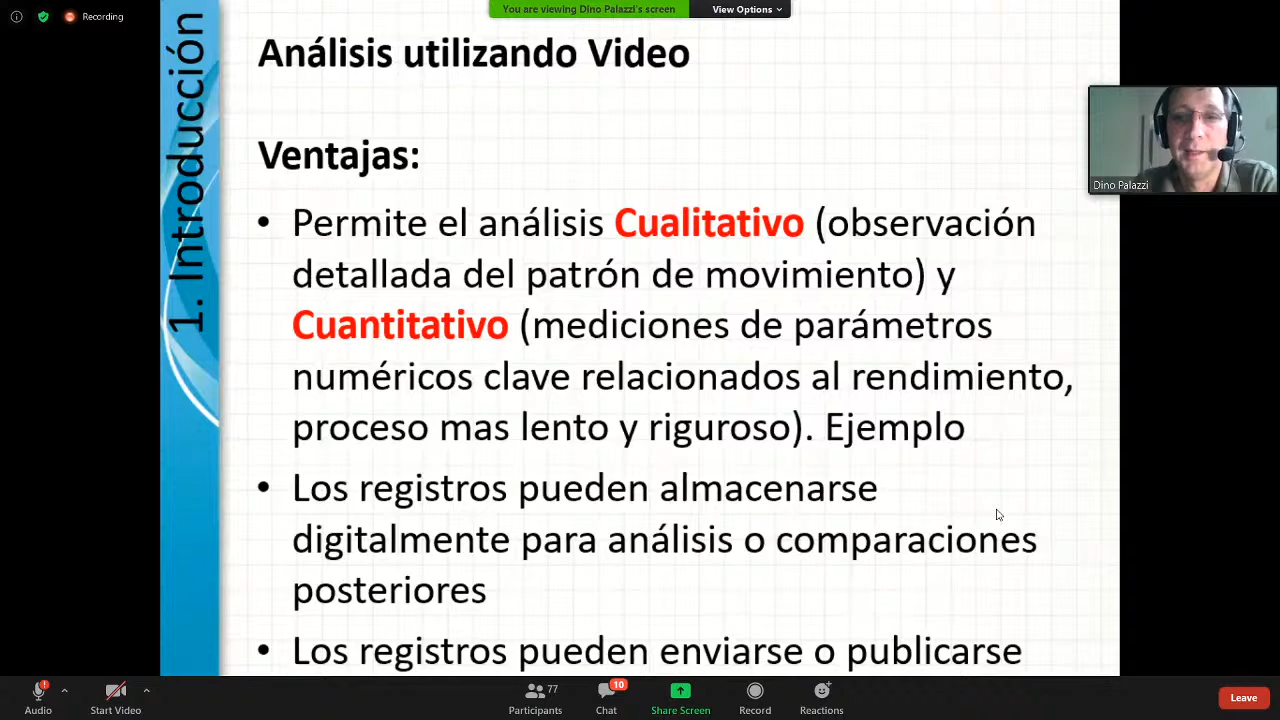 Recording
You are viewing Dino Palazzi's screen
View Options
1. Introducción
Análisis utilizando Video
Ventajas:
• Permite el análisis Cualitativo (observación
detallada del patrón de movimiento) y
Cuantitativo (mediciones de parámetros
numéricos clave relacionados al rendimiento,
proceso mas lento y riguroso). Ejemplo
• Los registros pueden almacenarse
digitalmente para análisis o comparaciones
posteriores
• Los registros pueden enviarse o publicarse
Dino Palazzi
Audio
Start Video
Participants
77
Chat
10
Share Screen
Record
Reactions
Leave